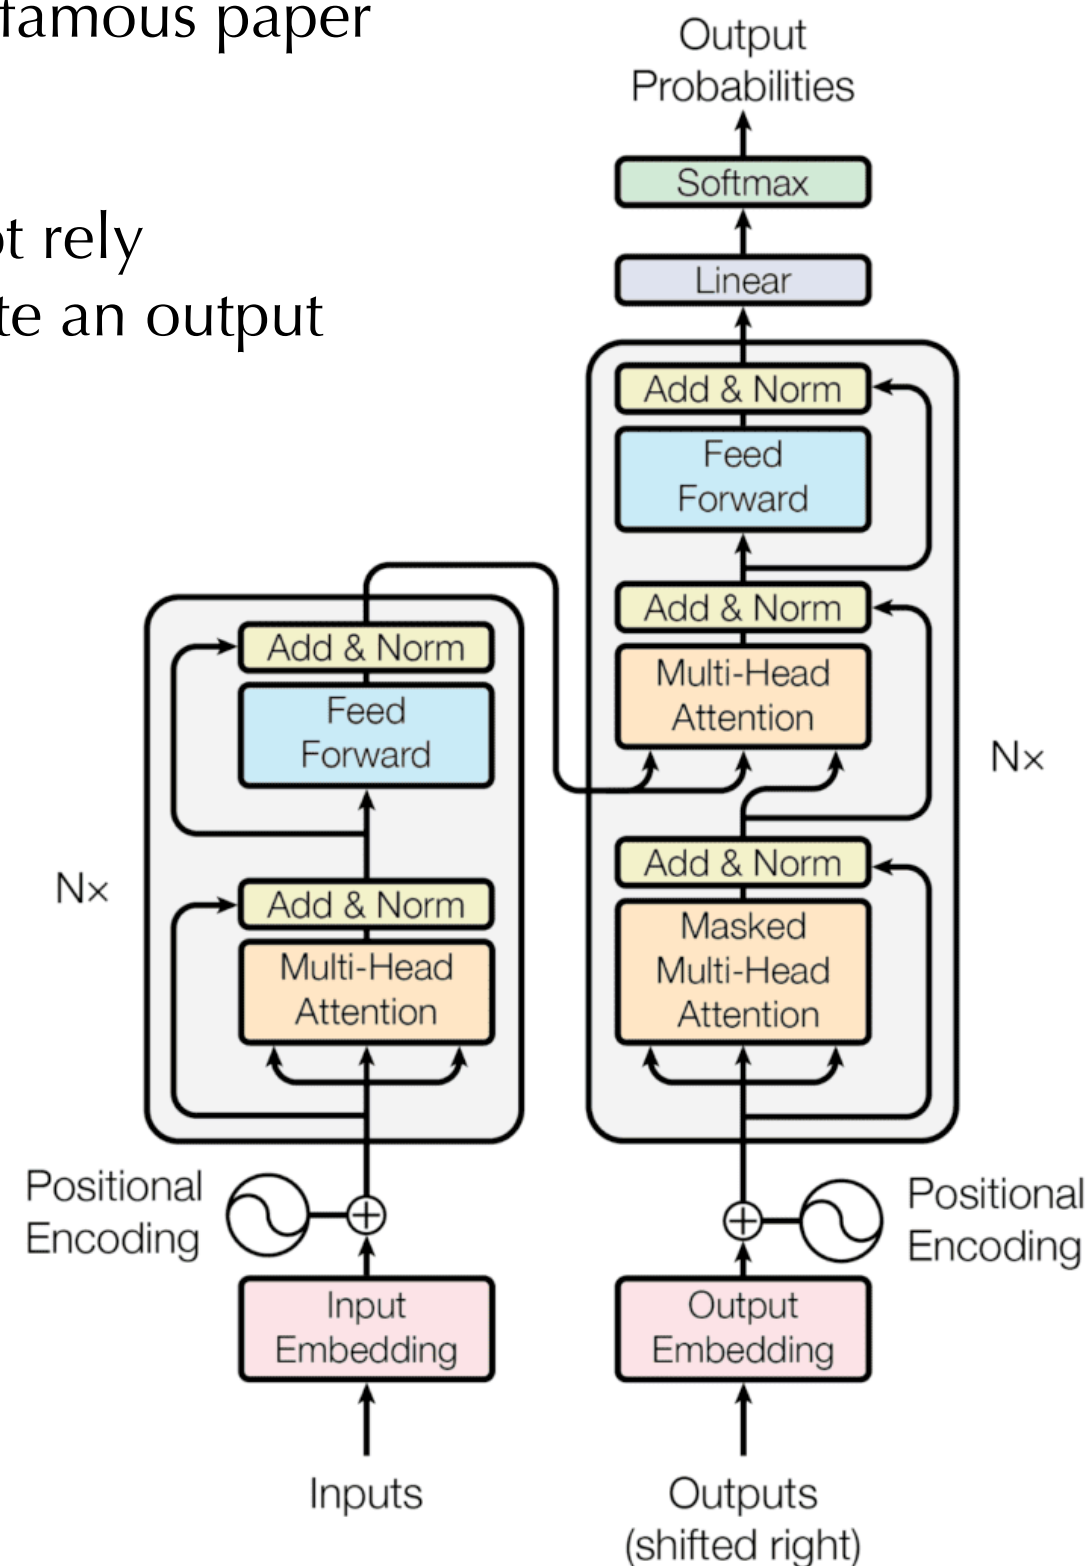 famous paper
rely
an output
Output
Probabilities
Softmax
Linear
Add & Norm
Feed
Forward
Add & Norm
Multi-Head
Attention
Nx
Add & Norm
Masked
Multi-Head
Attention
Add & Norm
Feed
Forward
Nx
Add & Norm
Multi-Head
Attention
Positional
Encoding
Positional
Encoding
Input
Embedding
Output
Embedding
Inputs
Outputs
(shifted right)